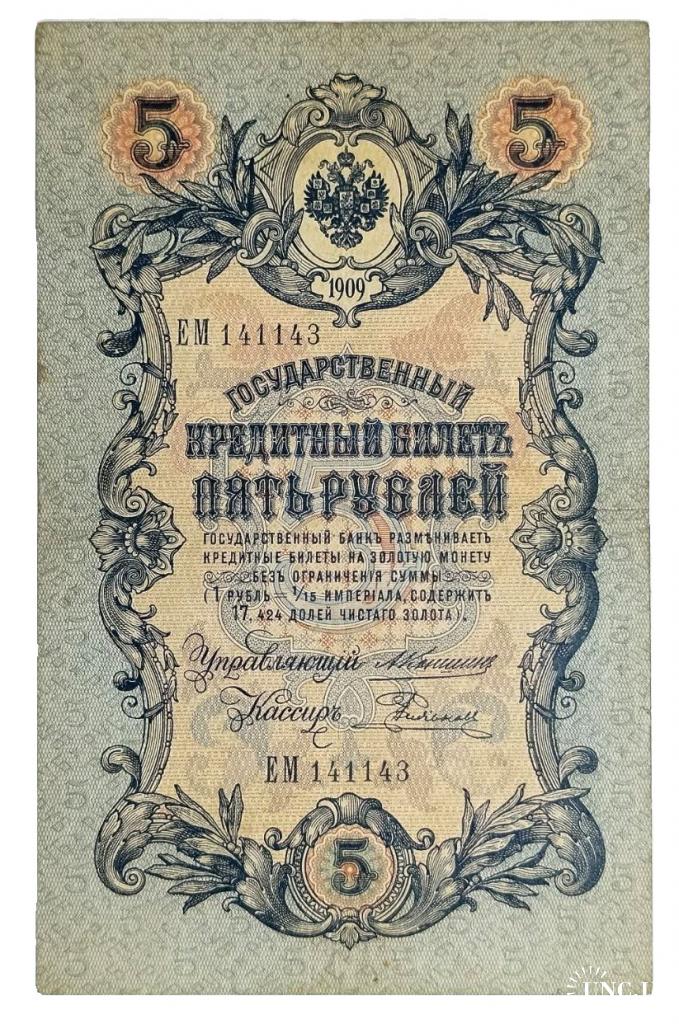 5 5
1909
ЕМ 141143
ГОСУДАРСТВЕННЫЙ
КРЕДИТНЫЙ БИЛЕТЪ
ПЯТЬ РУБЛЕЙ
ГОСУДАРСТВЕННЫЙ БАНКЪ РАЗМѢНИВАЕТЪ
КРЕДИТНЫЕ БИЛЕТЫ НА ЗОЛОТУЮ МОНЕТУ
БЕЗЪ ОГРАНИЧЕНІЯ СУММЫ
(1 РУБЛЬ = 1/15 ИМПЕРІАЛА, СОДЕРЖИТЪ
17,424 ДОЛЕЙ ЧИСТАГО ЗОЛОТА).
Управляющій
Кассиръ
ЕМ 141143
5